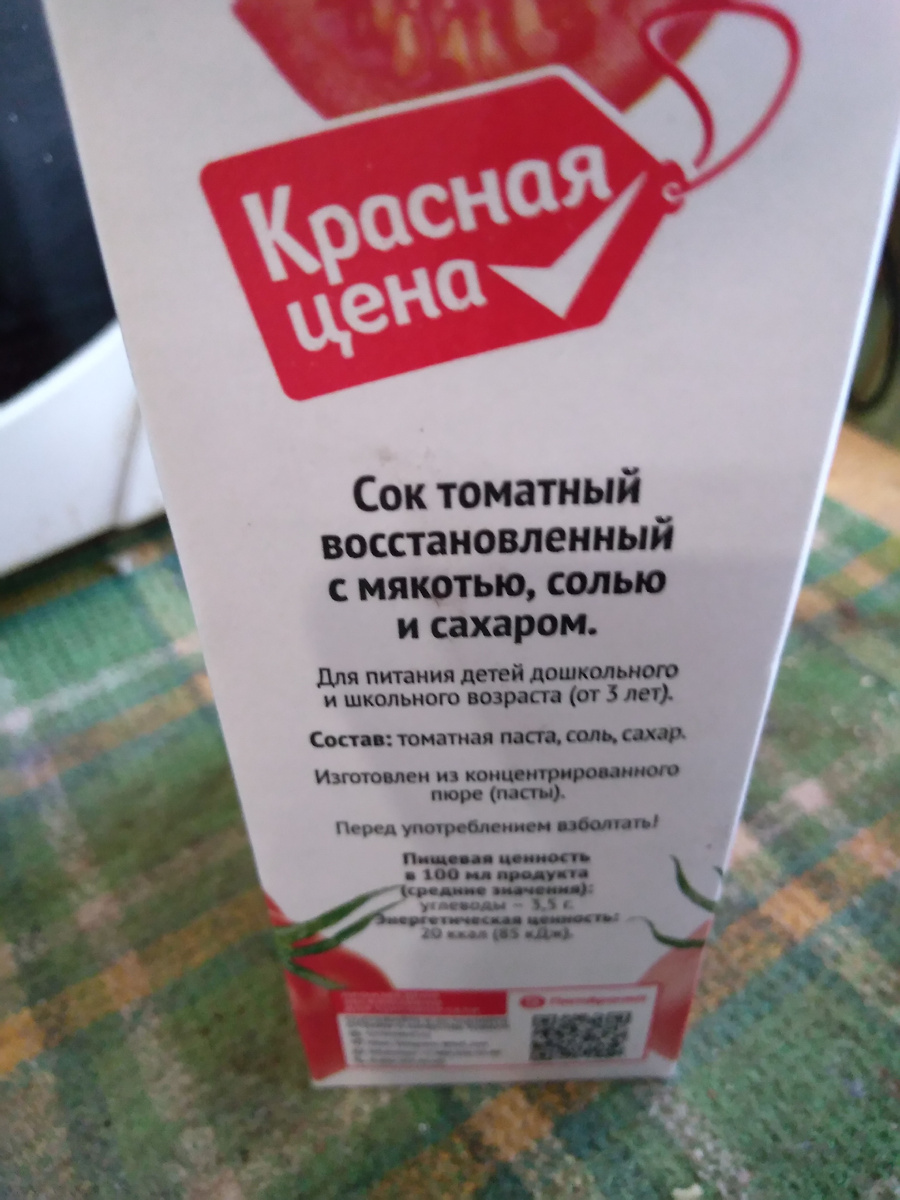 Красная
цена
Сок томатный
восстановленный
с мякотью, солью
и сахаром.
Для питания детей дошкольного
и школьного возраста (от 3 лет).
Состав: томатная паста, соль, сахар.
Изготовлен из концентрированного
пюре (пасты).
Перед употреблением взболтать!
Пищевая ценность
в 100 мл продукта
(средние значения):
углеводы – 3,5 г.
Энергетическая ценность:
20 ккал (85 кДж).